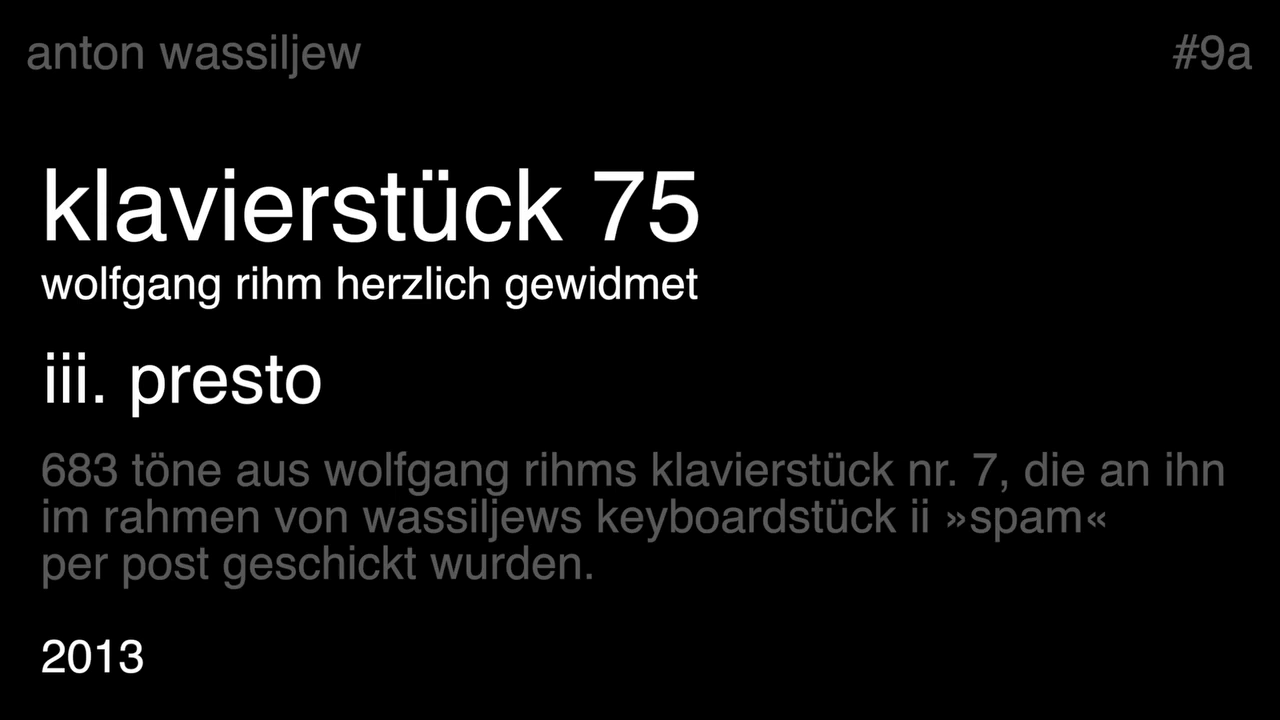 anton wassiljew
#9a
klavierstück 75
wolfgang rihm herzlich gewidmet
iii. presto
683 töne aus wolfgang rihms klavierstück nr. 7, die an ihn
im rahmen von wassiljews keyboardstück ii »spam«
per post geschickt wurden.
2013